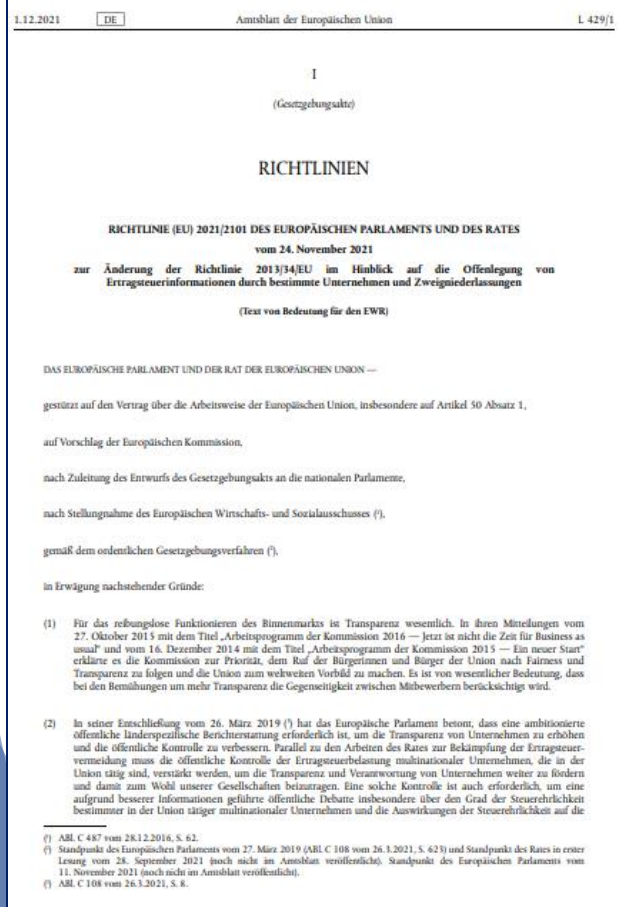 1.12.2021 DE Amtsblatt der Europäischen Union L 429/1
I
(Gesetzgebungsakte)
RICHTLINIEN
RICHTLINIE (EU) 2021/2101 DES EUROPÄISCHEN PARLAMENTS UND DES RATES
vom 24. November 2021
zur Änderung der Richtlinie 2013/34/EU im Hinblick auf die Offenlegung von
Ertragsteuerinformationen durch bestimmte Unternehmen und Zweigniederlassungen
(Text von Bedeutung für den EWR)
DAS EUROPÄISCHE PARLAMENT UND DER RAT DER EUROPÄISCHEN UNION —
gestützt auf den Vertrag über die Arbeitsweise der Europäischen Union, insbesondere auf Artikel 50 Absatz 1,
auf Vorschlag der Europäischen Kommission,
nach Zuleitung des Entwurfs des Gesetzgebungsakts an die nationalen Parlamente,
nach Stellungnahme des Europäischen Wirtschafts- und Sozialausschusses (¹),
gemäß dem ordentlichen Gesetzgebungsverfahren (²),
in Erwägung nachstehender Gründe:
(1) Für das reibungslose Funktionieren des Binnenmarkts ist Transparenz wesentlich. In ihren Mitteilungen vom
27. Oktober 2015 mit dem Titel „Arbeitsprogramm der Kommission 2016 — Jetzt ist nicht die Zeit für Business as
usual" und vom 16. Dezember 2014 mit dem Titel „Arbeitsprogramm der Kommission 2015 — Ein neuer Start"
erklärte es die Kommission zur Priorität, dem Ruf der Bürgerinnen und Bürger der Union nach Fairness und
Transparenz zu folgen und die Union zum weltweiten Vorbild zu machen. Es ist von wesentlicher Bedeutung, dass
bei den Bemühungen um mehr Transparenz die Gegenseitigkeit zwischen Mitbewerbern berücksichtigt wird.
(2) In seiner Entschließung vom 26. März 2019 (³) hat das Europäische Parlament betont, dass eine ambitionierte
öffentliche länderspezifische Berichterstattung erforderlich ist, um die Transparenz von Unternehmen zu erhöhen
und die öffentliche Kontrolle zu verbessern. Parallel zu den Arbeiten des Rates zur Bekämpfung der Ertragsteuer-
vermeidung muss die öffentliche Kontrolle der Ertragsteuerbelastung multinationaler Unternehmen, die in der
Union tätig sind, verstärkt werden, um die Transparenz und Verantwortung von Unternehmen weiter zu fördern
und damit zum Wohl unserer Gesellschaften beizutragen. Eine solche Kontrolle ist auch erforderlich, um eine
aufgrund besserer Informationen geführte öffentliche Debatte insbesondere über den Grad der Steuerehrlichkeit
bestimmter in der Union tätiger multinationaler Unternehmen und die Auswirkungen der Steuerehrlichkeit auf die
(¹) ABl. C 487 vom 28.12.2016, S. 62.
(²) Standpunkt des Europäischen Parlaments vom 27. März 2019 (ABl. C 108 vom 26.3.2021, S. 623) und Standpunkt des Rates in erster
Lesung vom 28. September 2021 (noch nicht im Amtsblatt veröffentlicht). Standpunkt des Europäischen Parlaments vom
11. November 2021 (noch nicht im Amtsblatt veröffentlicht).
(³) ABl. C 108 vom 26.3.2021, S. 8.